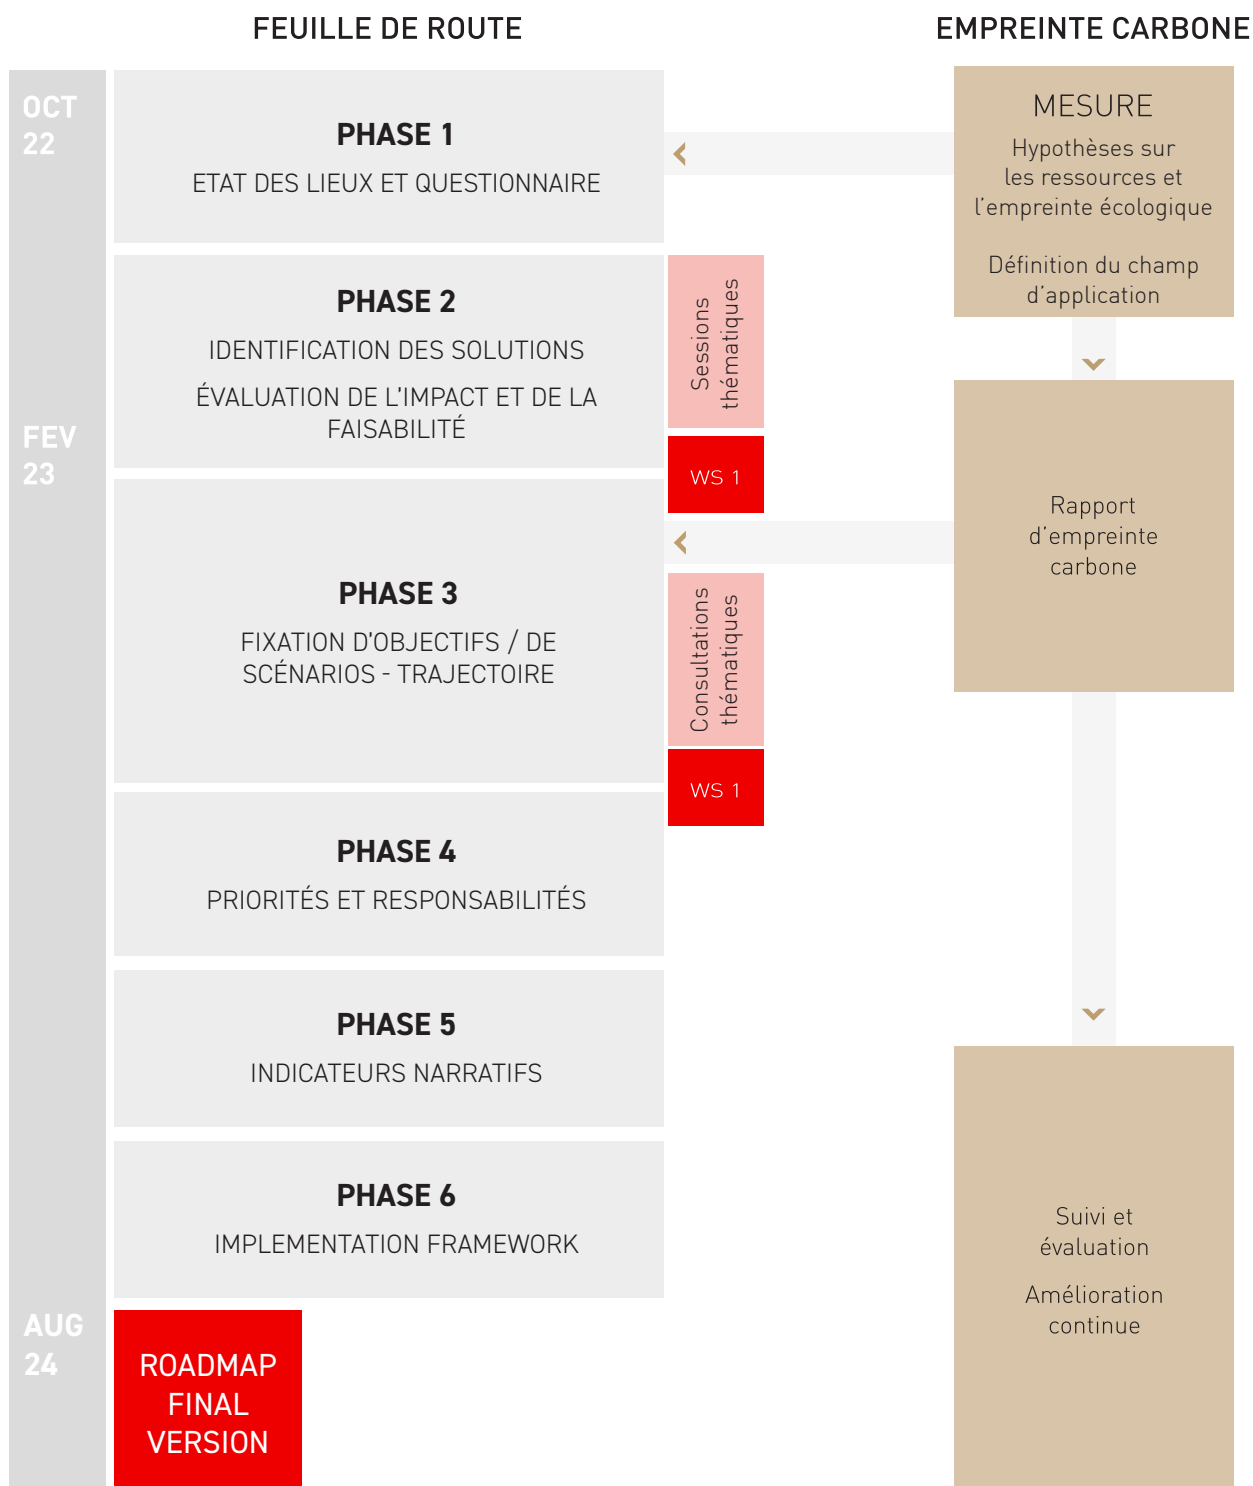 FEUILLE DE ROUTE
EMPREINTE CARBONE
OCT
22
PHASE 1
ETAT DES LIEUX ET QUESTIONNAIRE
MESURE
Hypothèses sur
les ressources et
l'empreinte écologique
Définition du champ
d'application
PHASE 2
IDENTIFICATION DES SOLUTIONS
ÉVALUATION DE L'IMPACT ET DE LA
FAISABILITÉ
Sessions
thématiques
FEV
23
WS 1
PHASE 3
FIXATION D'OBJECTIFS / DE
SCÉNARIOS - TRAJECTOIRE
Rapport
d'empreinte
carbone
Consultations
thématiques
WS 1
PHASE 4
PRIORITÉS ET RESPONSABILITÉS
PHASE 5
INDICATEURS NARRATIFS
PHASE 6
IMPLEMENTATION FRAMEWORK
Suivi et
évaluation
Amélioration
continue
AUG
24
ROADMAP
FINAL
VERSION